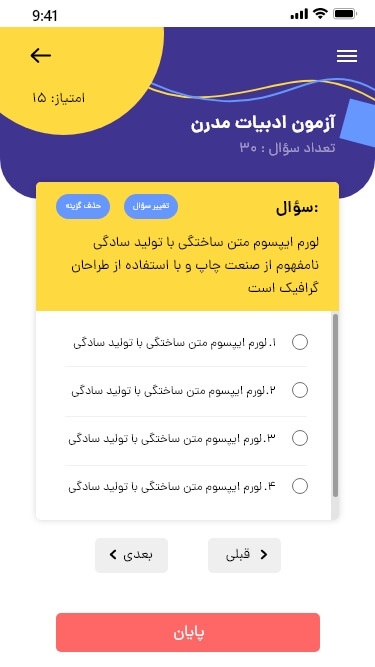 9:41
امتیاز: ۱۵
آزمون ادبیات مدرن
تعداد سؤال : ۳۰
سؤال:
تغییر سؤال
حذف گزینه
لورم ایپسوم متن ساختگی با تولید سادگی
نامفهوم از صنعت چاپ و با استفاده از طراحان
گرافیک است
۱. لورم ایپسوم متن ساختگی با تولید سادگی
۲. لورم ایپسوم متن ساختگی با تولید سادگی
۳. لورم ایپسوم متن ساختگی با تولید سادگی
۴. لورم ایپسوم متن ساختگی با تولید سادگی
قبلی
بعدی
پایان